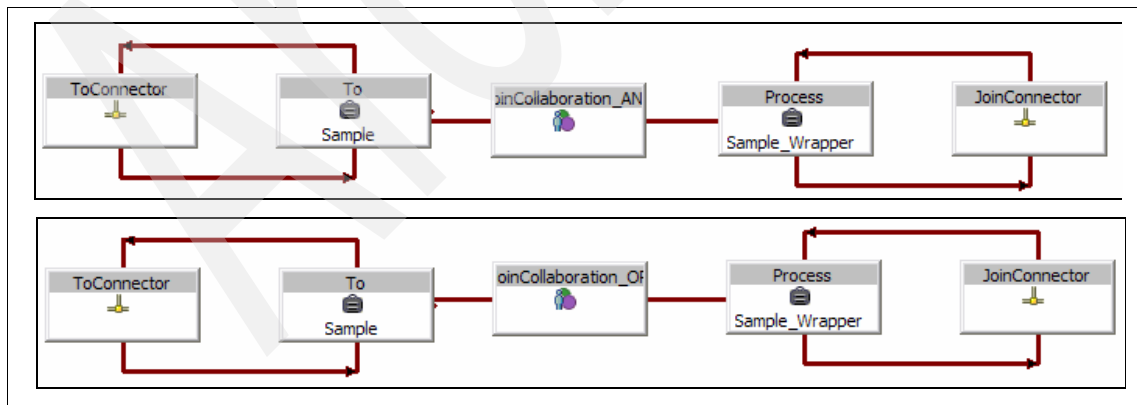 ToConnector
To
Sample
oinCollaboration_AN
Process
Sample_Wrapper
JoinConnector
ToConnector
To
Sample
oinCollaboration_OF
Process
Sample_Wrapper
JoinConnector